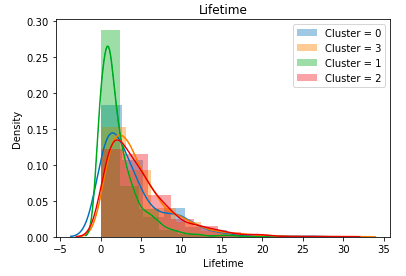 Lifetime
Cluster = 0
Cluster = 3
Cluster = 1
Cluster = 2
Density
0.30
0.25
0.20
0.15
0.10
0.05
0.00
−5 0 5 10 15 20 25 30 35
Lifetime